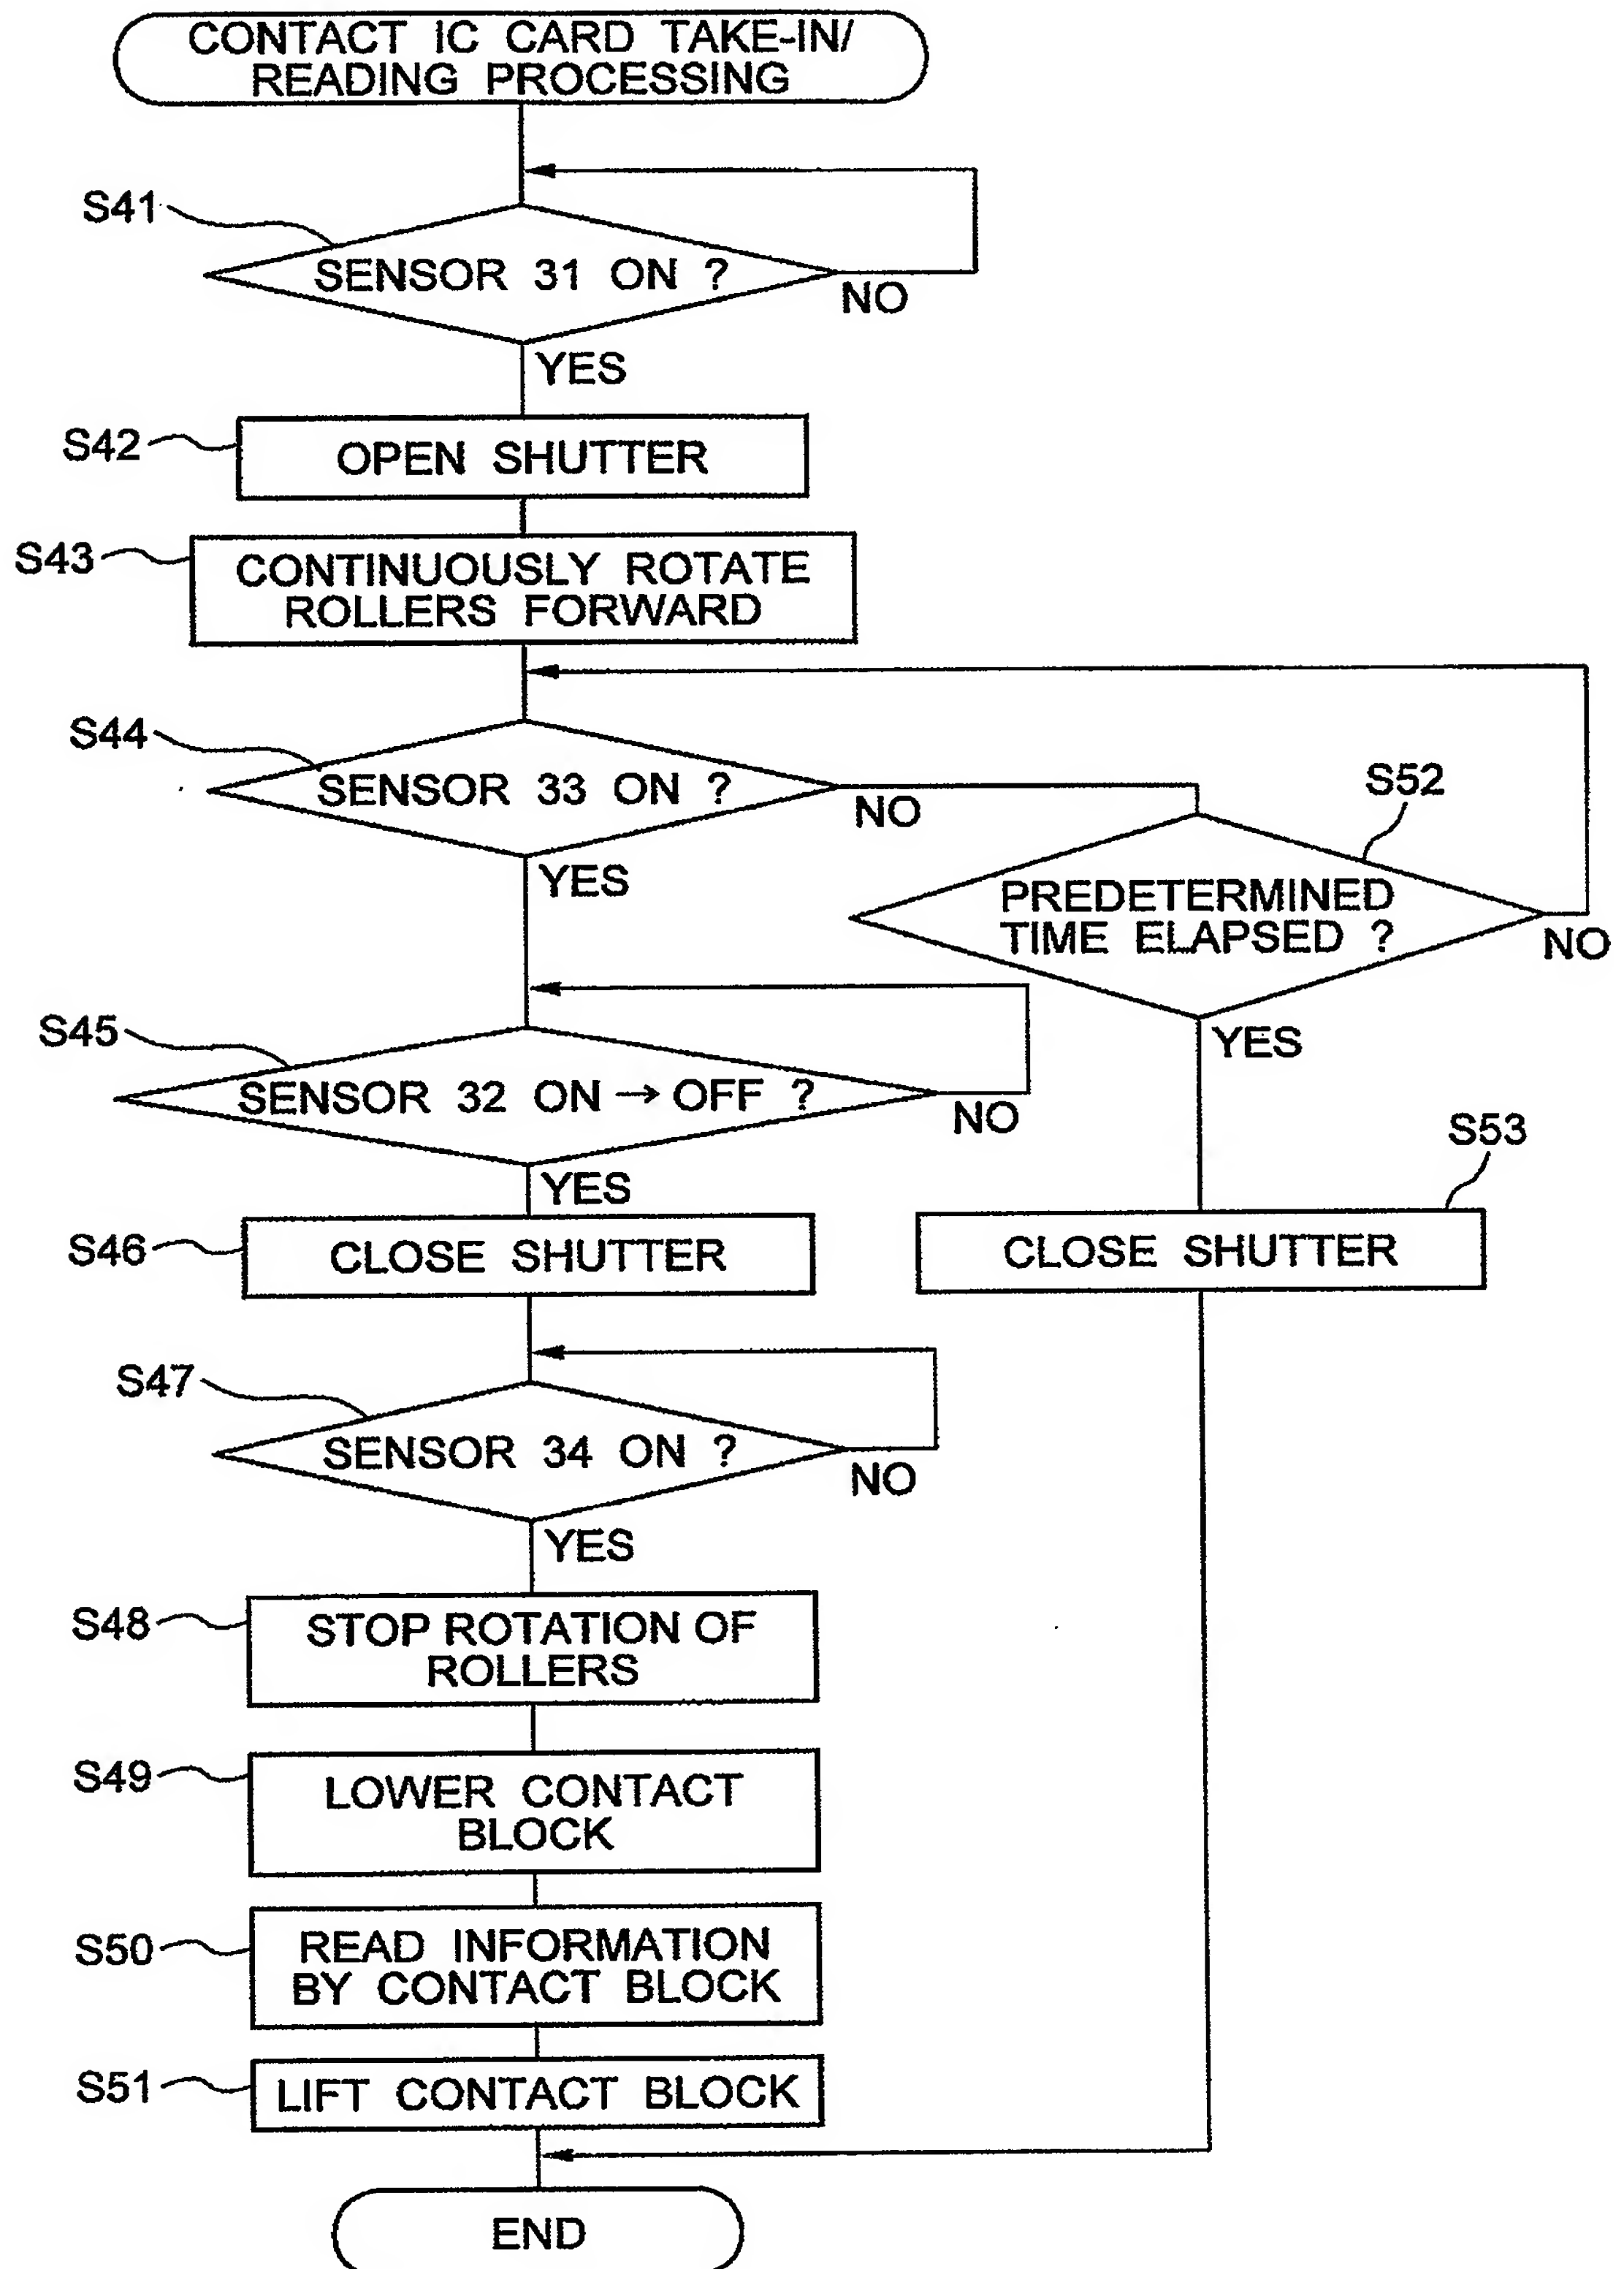 CONTACT IC CARD TAKE-IN/
READING PROCESSING
S41
SENSOR 31 ON ?
NO
YES
S42
OPEN SHUTTER
S43
CONTINUOUSLY ROTATE
ROLLERS FORWARD
S44
SENSOR 33 ON ?
NO
YES
S52
PREDETERMINED
TIME ELAPSED ?
NO
YES
S45
SENSOR 32 ON → OFF ?
NO
YES
S46
CLOSE SHUTTER
S53
CLOSE SHUTTER
S47
SENSOR 34 ON ?
NO
YES
S48
STOP ROTATION OF
ROLLERS
S49
LOWER CONTACT
BLOCK
S50
READ INFORMATION
BY CONTACT BLOCK
S51
LIFT CONTACT BLOCK
END